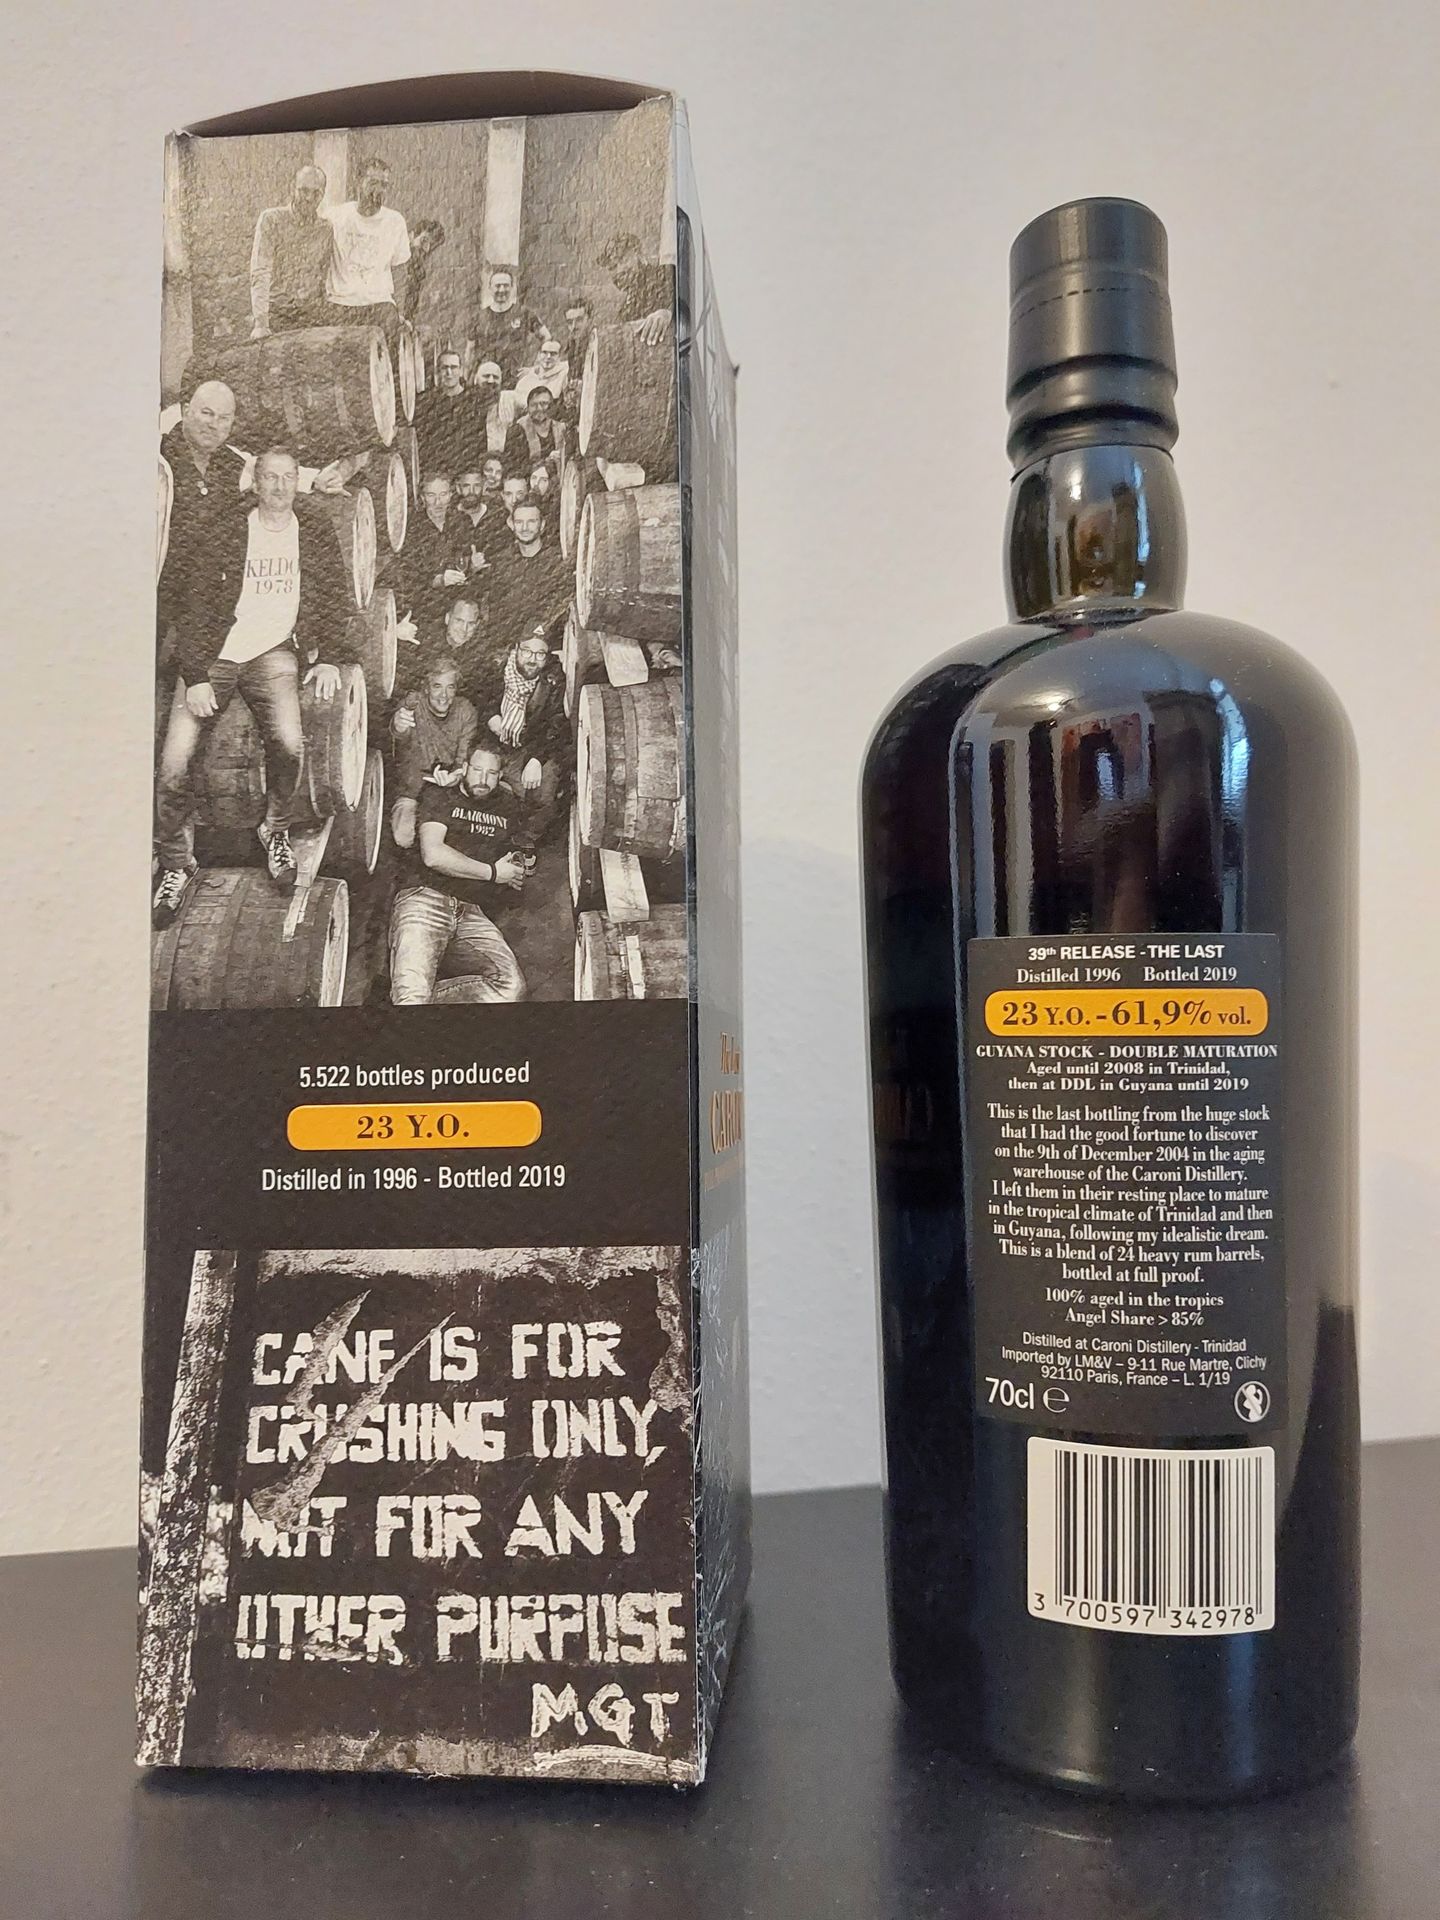 KELDO
1978
BLAIRMONT
1982
5.522 bottles produced
23 Y.O.
Distilled in 1996 - Bottled 2019
CANE IS FOR
CRUSHING ONLY,
NOT FOR ANY
OTHER PURPOSE
MGT
39th RELEASE - THE LAST
Distilled 1996 Bottled 2019
23 Y.O. - 61,9% vol.
GUYANA STOCK - DOUBLE MATURATION
Aged until 2008 in Trinidad,
then at DDL in Guyana until 2019
This is the last bottling from the huge stock
that I had the good fortune to discover
on the 9th of December 2004 in the aging
warehouse of the Caroni Distillery.
I left them in their resting place to mature
in the tropical climate of Trinidad and then
in Guyana, following my idealistic dream.
This is a blend of 24 heavy rum barrels,
bottled at full proof.
100% aged in the tropics
Angel Share > 85%
Distilled at Caroni Distillery - Trinidad
Imported by LM&V – 9-11 Rue Martre, Clichy
92110 Paris, France – L. 1/19
70cl ℮
3 700597 342978